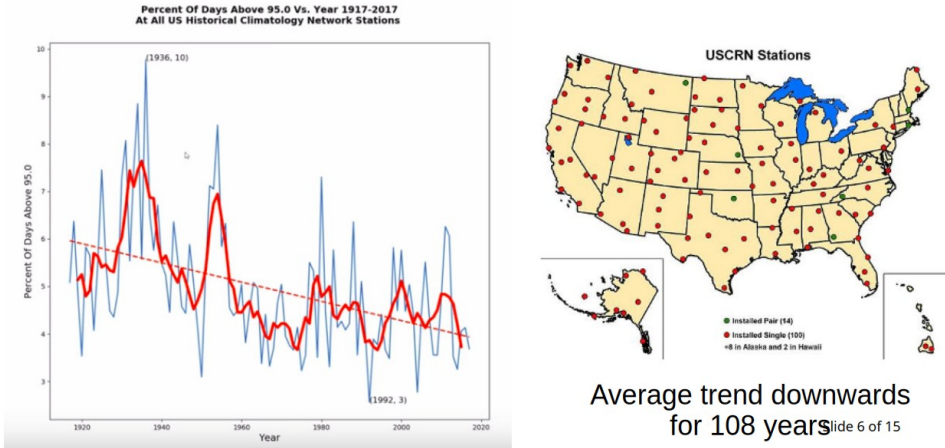 Percent Of Days Above 95.0 Vs. Year 1917-2017
At All US Historical Climatology Network Stations
10
9
8
7
6
5
4
3
Percent Of Days Above 95.0
(1936, 10)
(1992, 3)
1920
1940
1960
1980
2000
2020
Year
USCRN Stations
Installed Pair (14)
Installed Single (100)
*8 in Alaska and 2 in Hawaii
Average trend downwards
for 108 years
Slide 6 of 15